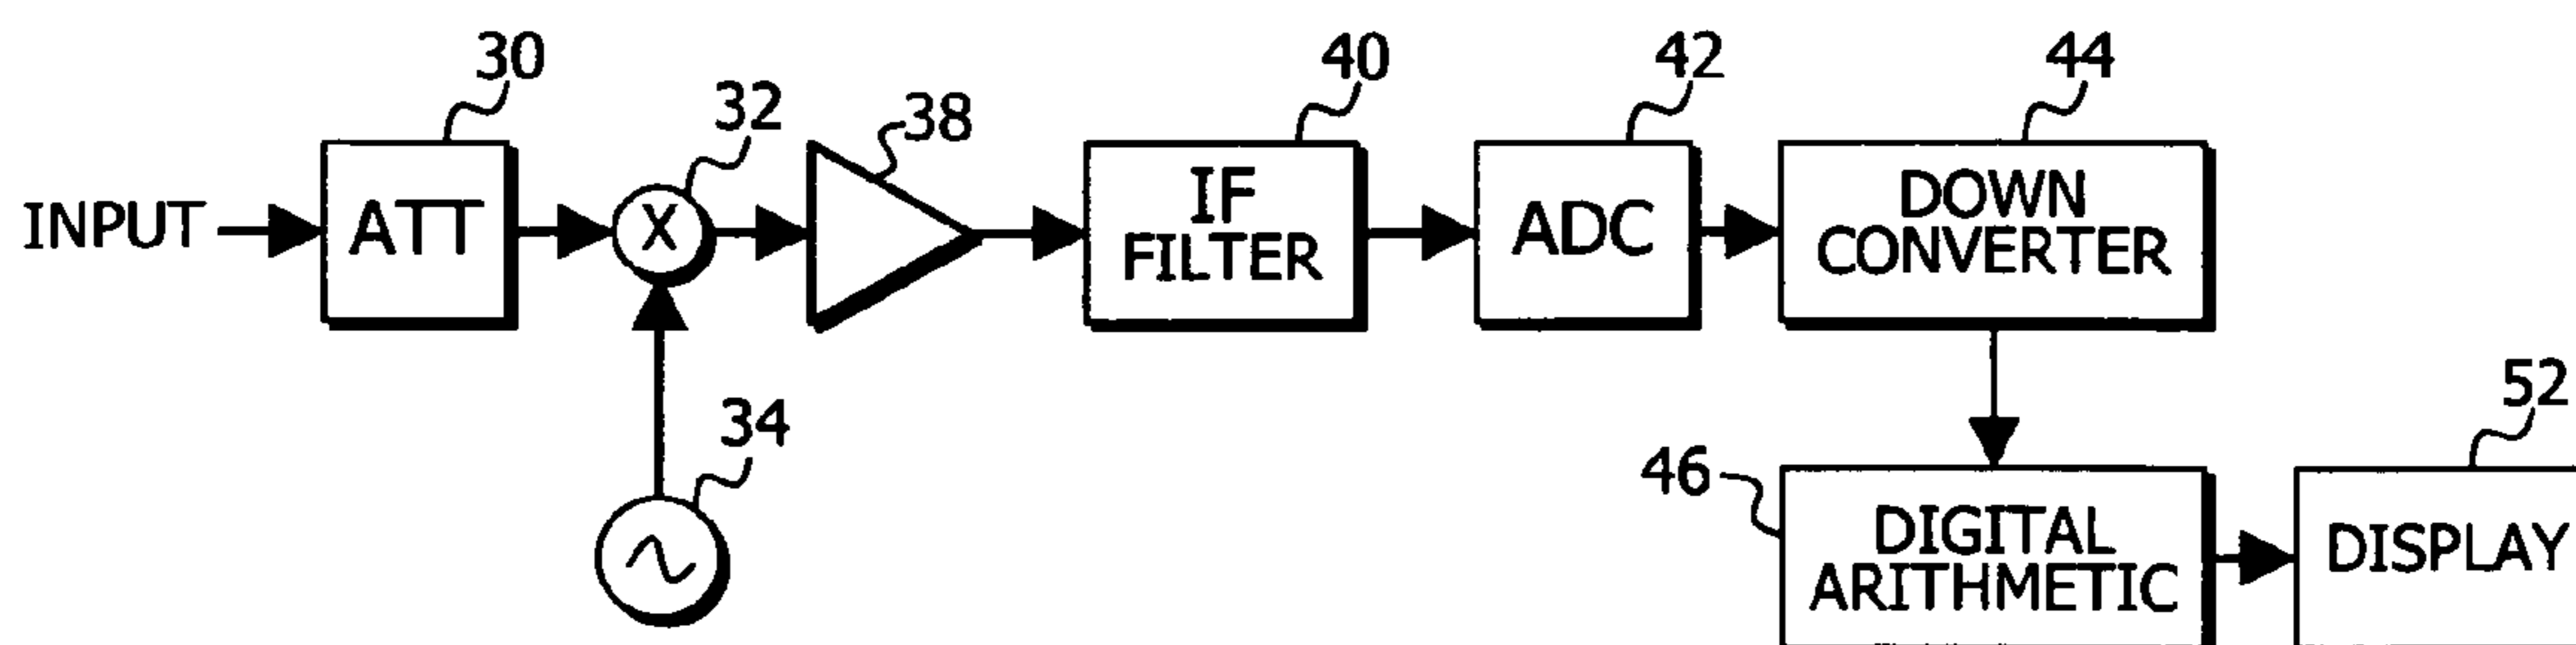 30
32
38
40
42
44
INPUT
ATT
X
IF
FILTER
ADC
DOWN
CONVERTER
34
46
52
DIGITAL
ARITHMETIC
DISPLAY